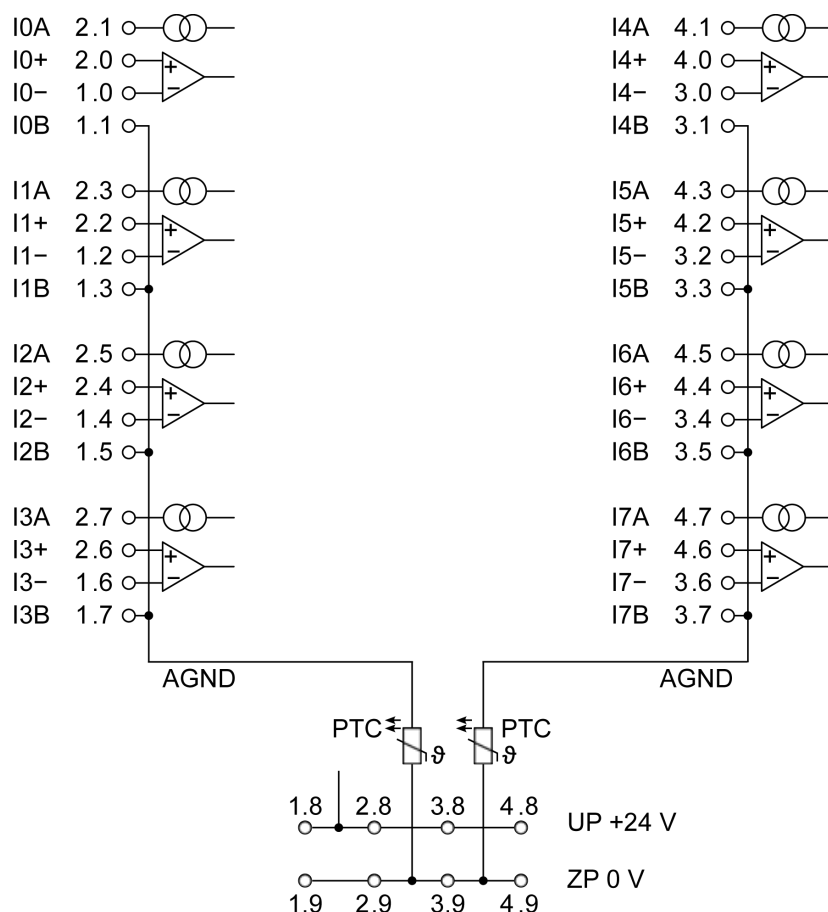 I0A 2.1
I0+ 2.0
I0− 1.0
I0B 1.1
I1A 2.3
I1+ 2.2
I1− 1.2
I1B 1.3
I2A 2.5
I2+ 2.4
I2− 1.4
I2B 1.5
I3A 2.7
I3+ 2.6
I3− 1.6
I3B 1.7
AGND
I4A 4.1
I4+ 4.0
I4− 3.0
I4B 3.1
I5A 4.3
I5+ 4.2
I5− 3.2
I5B 3.3
I6A 4.5
I6+ 4.4
I6− 3.4
I6B 3.5
I7A 4.7
I7+ 4.6
I7− 3.6
I7B 3.7
AGND
PTC ϑ PTC ϑ
1.8 2.8 3.8 4.8 UP +24 V
ZP 0 V
1.9 2.9 3.9 4.9